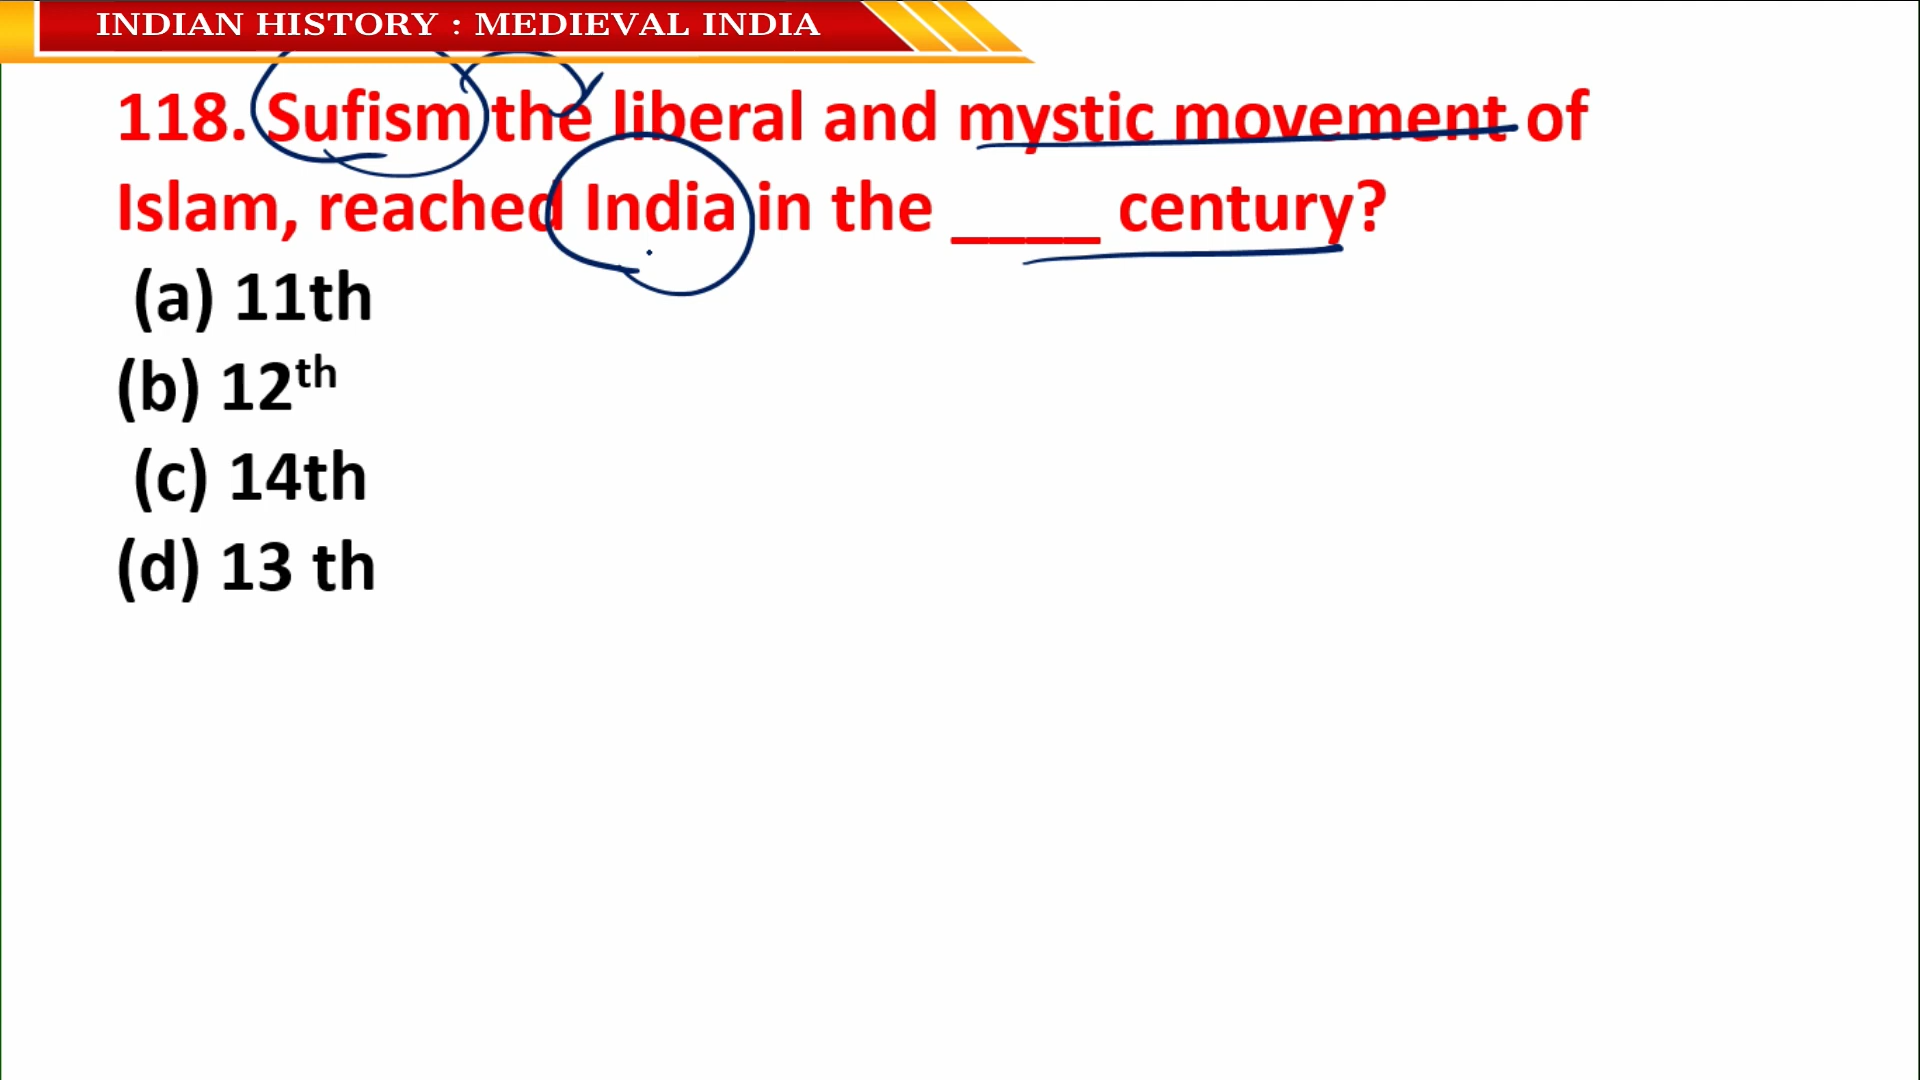 INDIAN HISTORY : MEDIEVAL INDIA
118. Sufism the liberal and mystic movement of
Islam, reached India in the ____ century?
(a) 11th
(b) 12th
(c) 14th
(d) 13 th